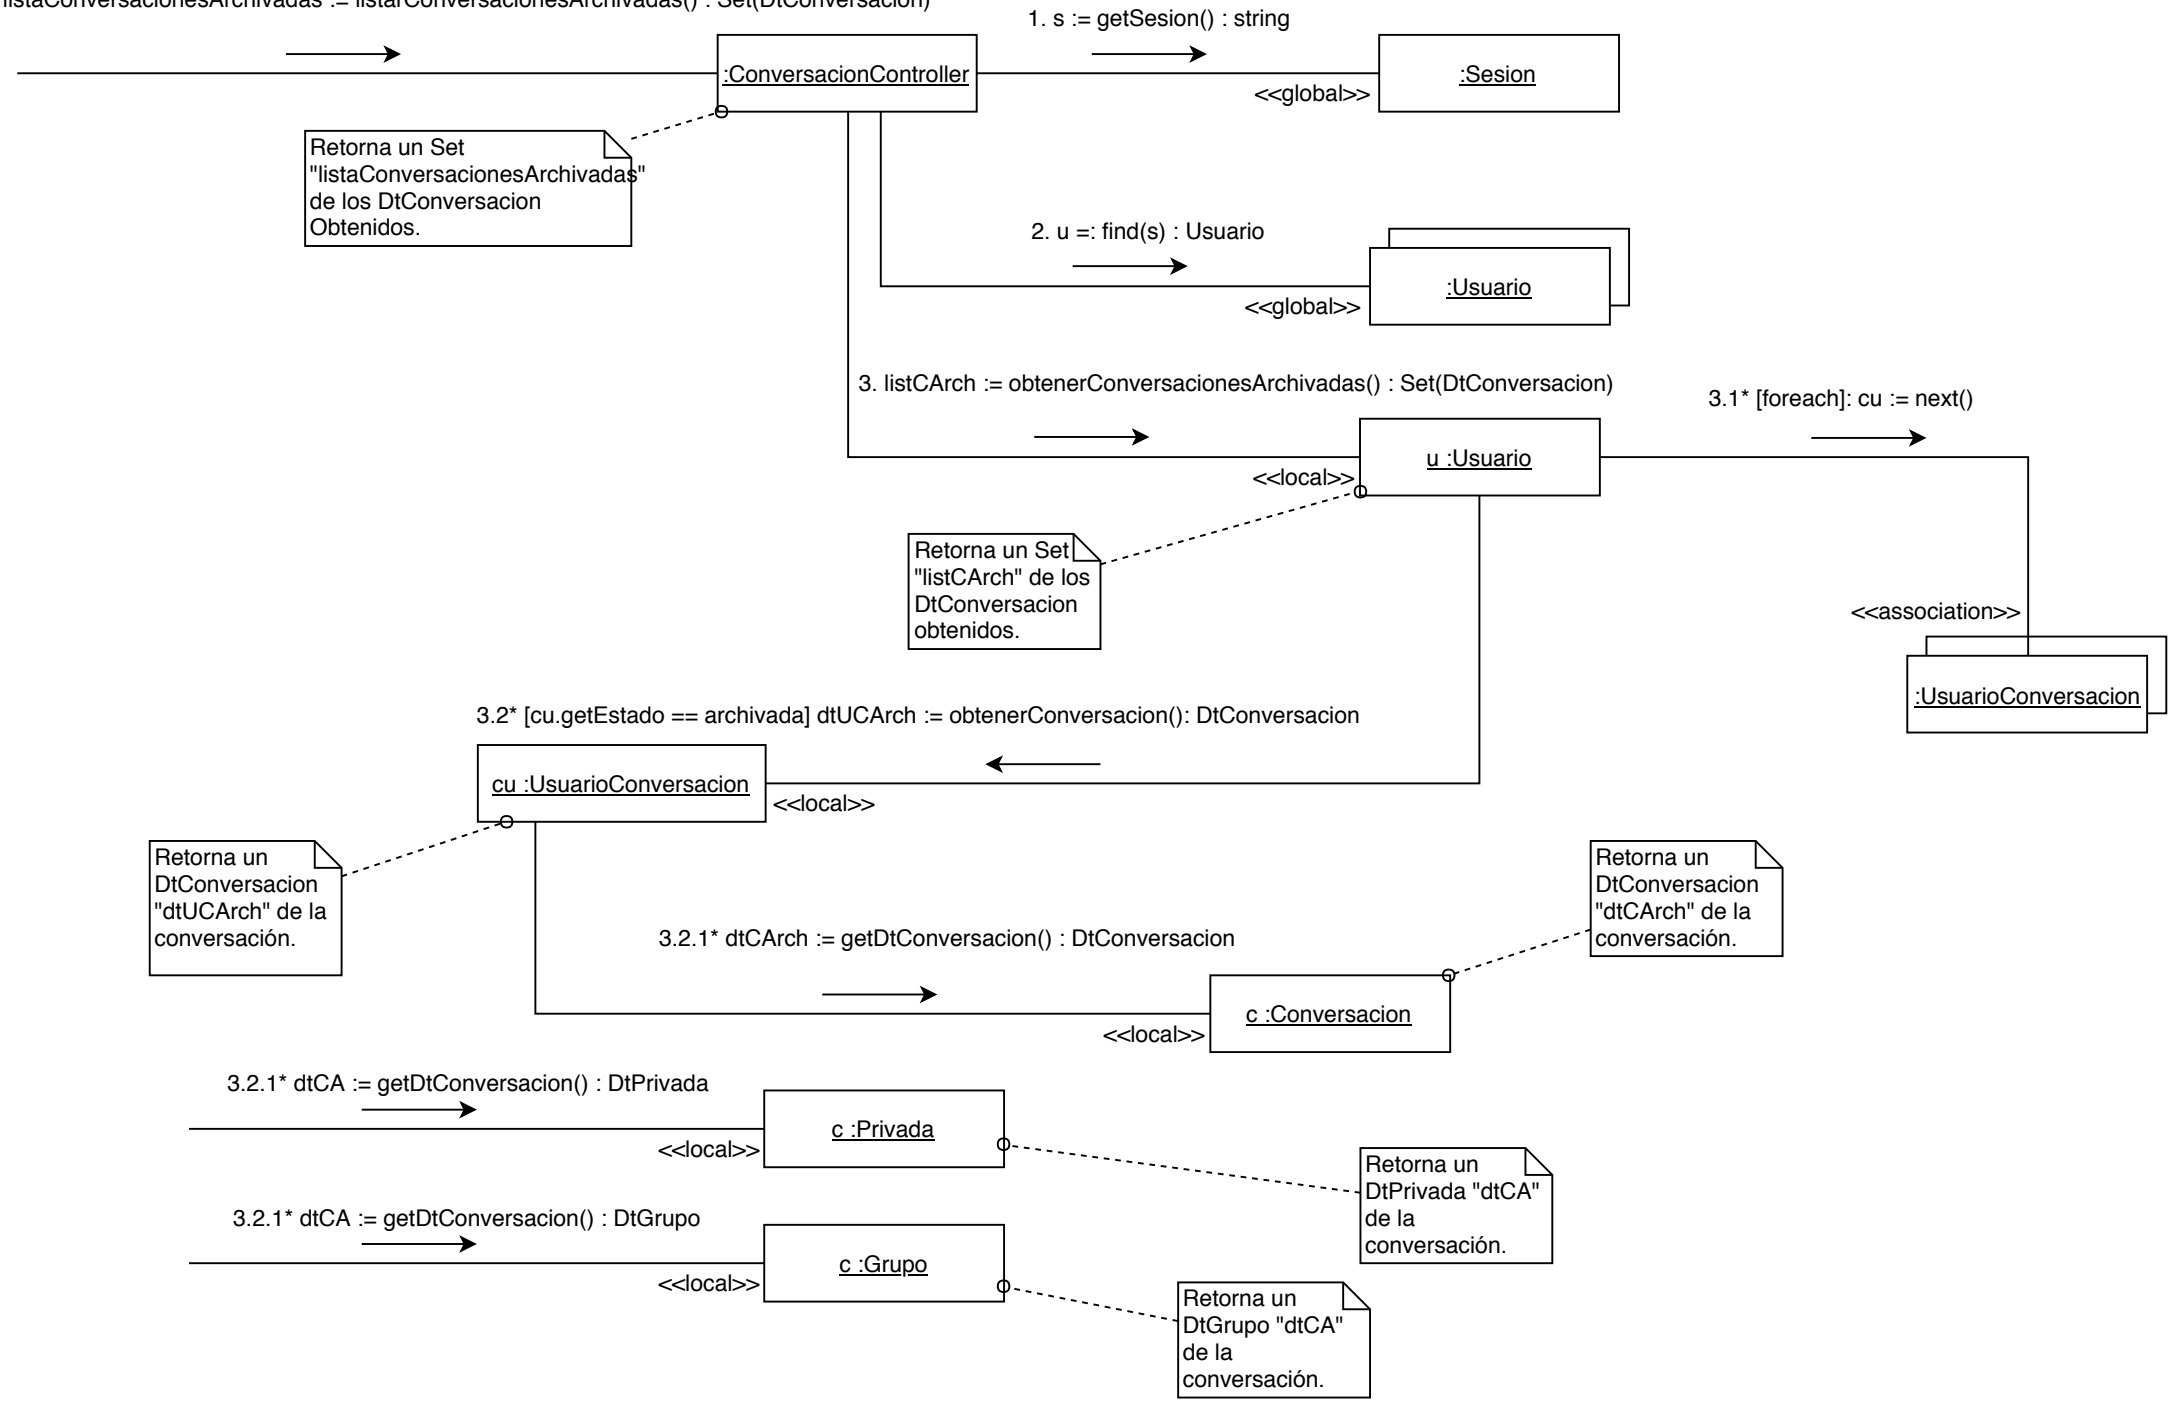 listaConversacionesArchivadas := listarConversacionesArchivadas() : Set(DtConversacion)
1. s := getSesion() : string
:ConversacionController
:Sesion
<<global>>
Retorna un Set
"listaConversacionesArchivadas"
de los DtConversacion
Obtenidos.
2. u =: find(s) : Usuario
:Usuario
<<global>>
3. listCArch := obtenerConversacionesArchivadas() : Set(DtConversacion)
3.1* [foreach]: cu := next()
u :Usuario
<<local>>
Retorna un Set
"listCArch" de los
DtConversacion
obtenidos.
<<association>>
:UsuarioConversacion
3.2* [cu.getEstado == archivada] dtUCArch := obtenerConversacion(): DtConversacion
cu :UsuarioConversacion
<<local>>
Retorna un
DtConversacion
"dtUCArch" de la
conversación.
Retorna un
DtConversacion
"dtCArch" de la
conversación.
3.2.1* dtCArch := getDtConversacion() : DtConversacion
c :Conversacion
<<local>>
3.2.1* dtCA := getDtConversacion() : DtPrivada
c :Privada
<<local>>
Retorna un
DtPrivada "dtCA"
de la
conversación.
3.2.1* dtCA := getDtConversacion() : DtGrupo
c :Grupo
<<local>>
Retorna un
DtGrupo "dtCA"
de la
conversación.